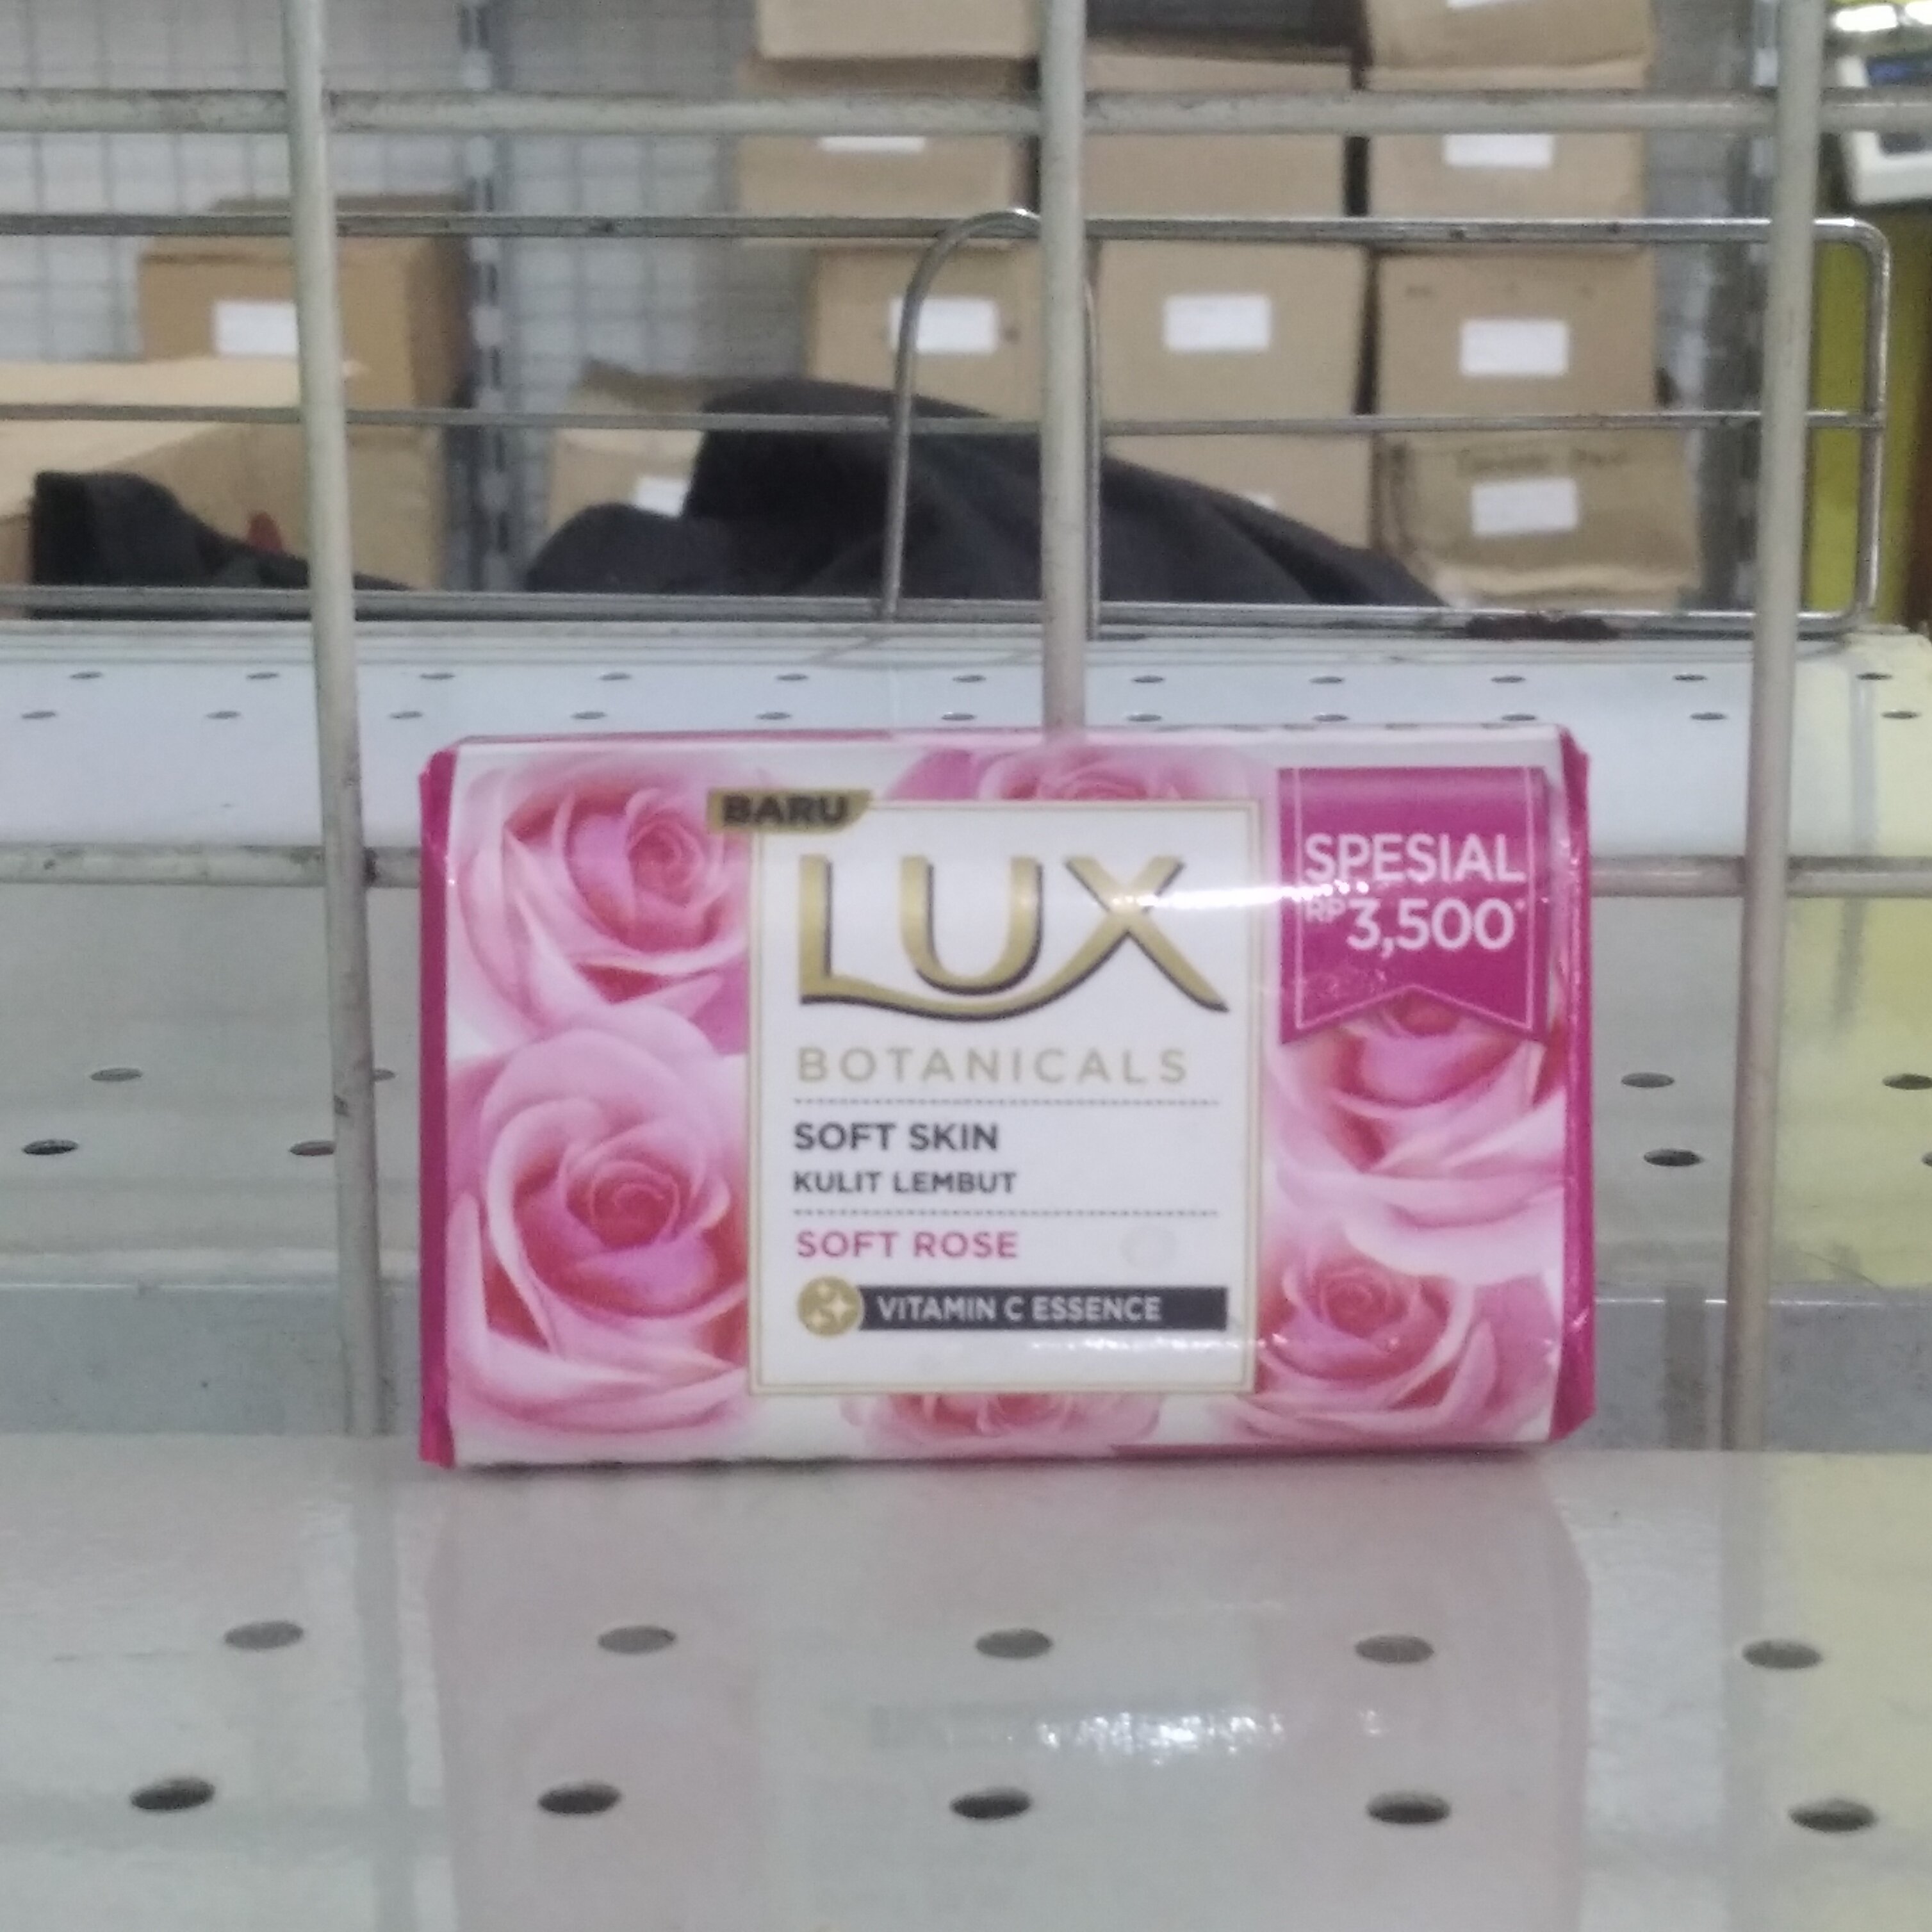 BARU
LUX
BOTANICALS
SOFT SKIN
KULIT LEMBUT
SOFT ROSE
VITAMIN C ESSENCE
SPESIAL
RP 3,500*